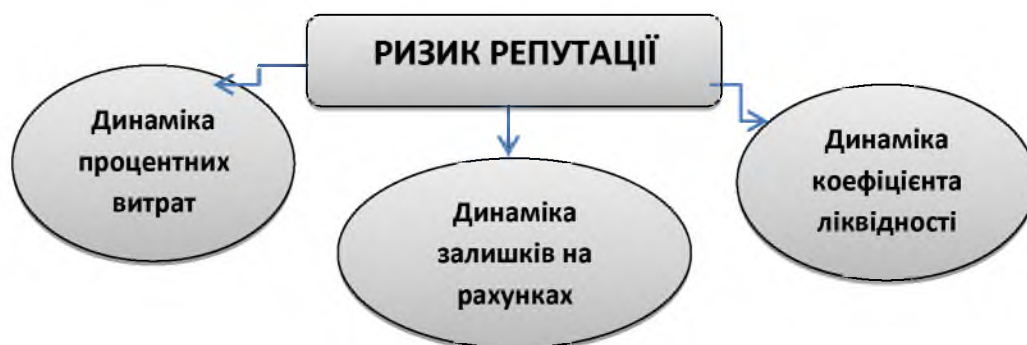 РИЗИК РЕПУТАЦІЇ
Динаміка
процентних
витрат
Динаміка
залишків на
рахунках
Динаміка
коефіцієнта
ліквідності